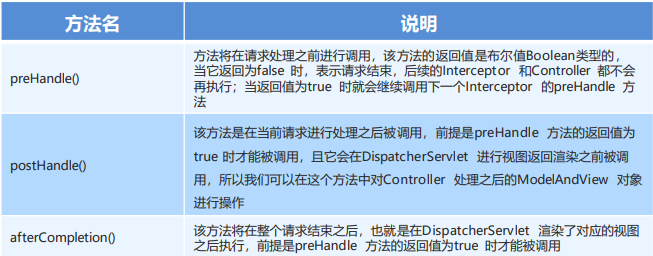 方法名 说明
preHandle() 方法将在请求处理之前进行调用，该方法的返回值是布尔值Boolean类型的，
当它返回为false 时，表示请求结束，后续的Interceptor 和Controller 都不会
再执行；当返回值为true 时就会继续调用下一个Interceptor 的preHandle 方
法
postHandle() 该方法是在当前请求进行处理之后被调用，前提是preHandle 方法的返回值为
true 时才能被调用，且它会在DispatcherServlet 进行视图返回渲染之前被调
用，所以我们可以在这个方法中对Controller 处理之后的ModelAndView 对象
进行操作
afterCompletion() 该方法将在整个请求结束之后，也就是在DispatcherServlet 渲染了对应的视图
之后执行，前提是preHandle 方法的返回值为true 时才能被调用